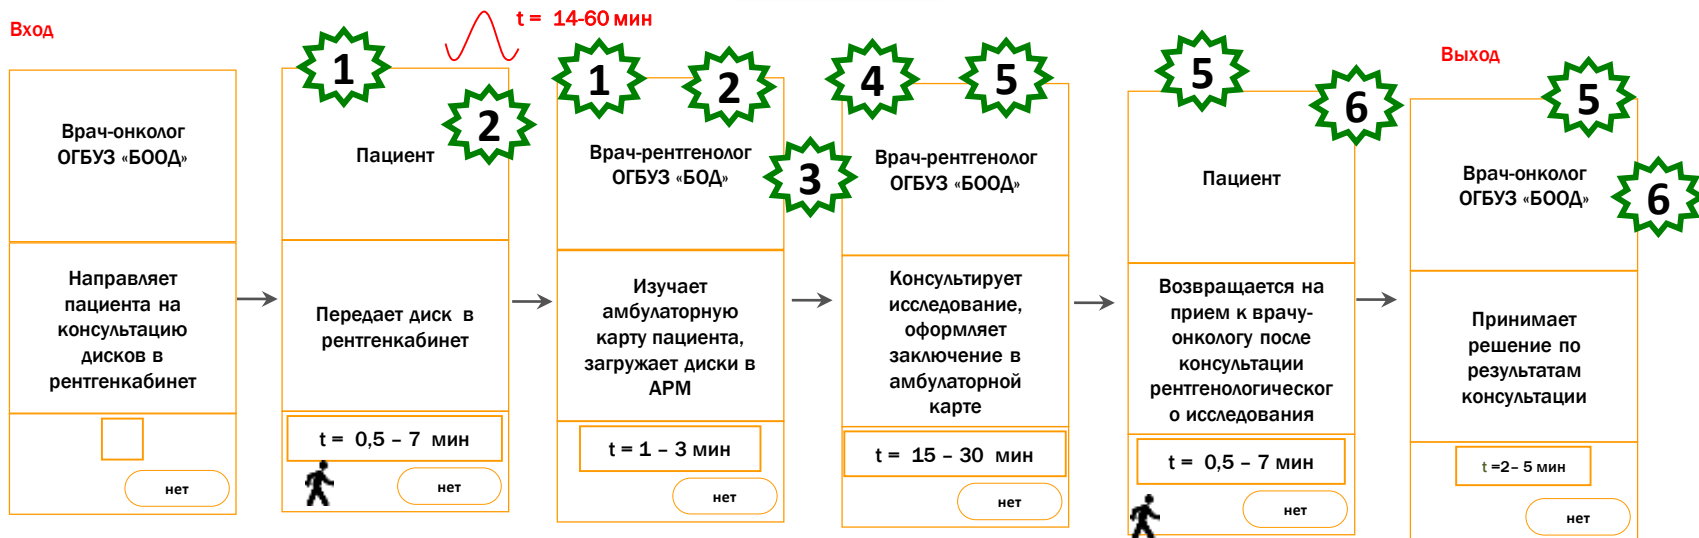 Вход
Врач-онколог
ОГБУЗ «БООД»
Направляет
пациента на
консультацию
дисков в
рентгенкабинет
нет
1
2
Пациент
Передает диск в
рентгенкабинет
t = 0,5 – 7 мин
нет
t = 14-60 мин
1
2
3
Врач-рентгенолог
ОГБУЗ «БОД»
Изучает
амбулаторную
карту пациента,
загружает диски в
АРМ
t = 1 – 3 мин
нет
4
5
Врач-рентгенолог
ОГБУЗ «БООД»
Консультирует
исследование,
оформляет
заключение в
амбулаторной
карте
t = 15 – 30 мин
нет
5
6
Пациент
Возвращается на
прием к врачу-
онкологу после
консультации
рентгенологическог
о исследования
t = 0,5 – 7 мин
нет
Выход
5
6
Врач-онколог
ОГБУЗ «БООД»
Принимает
решение по
результатам
консультации
t =2– 5 мин
нет